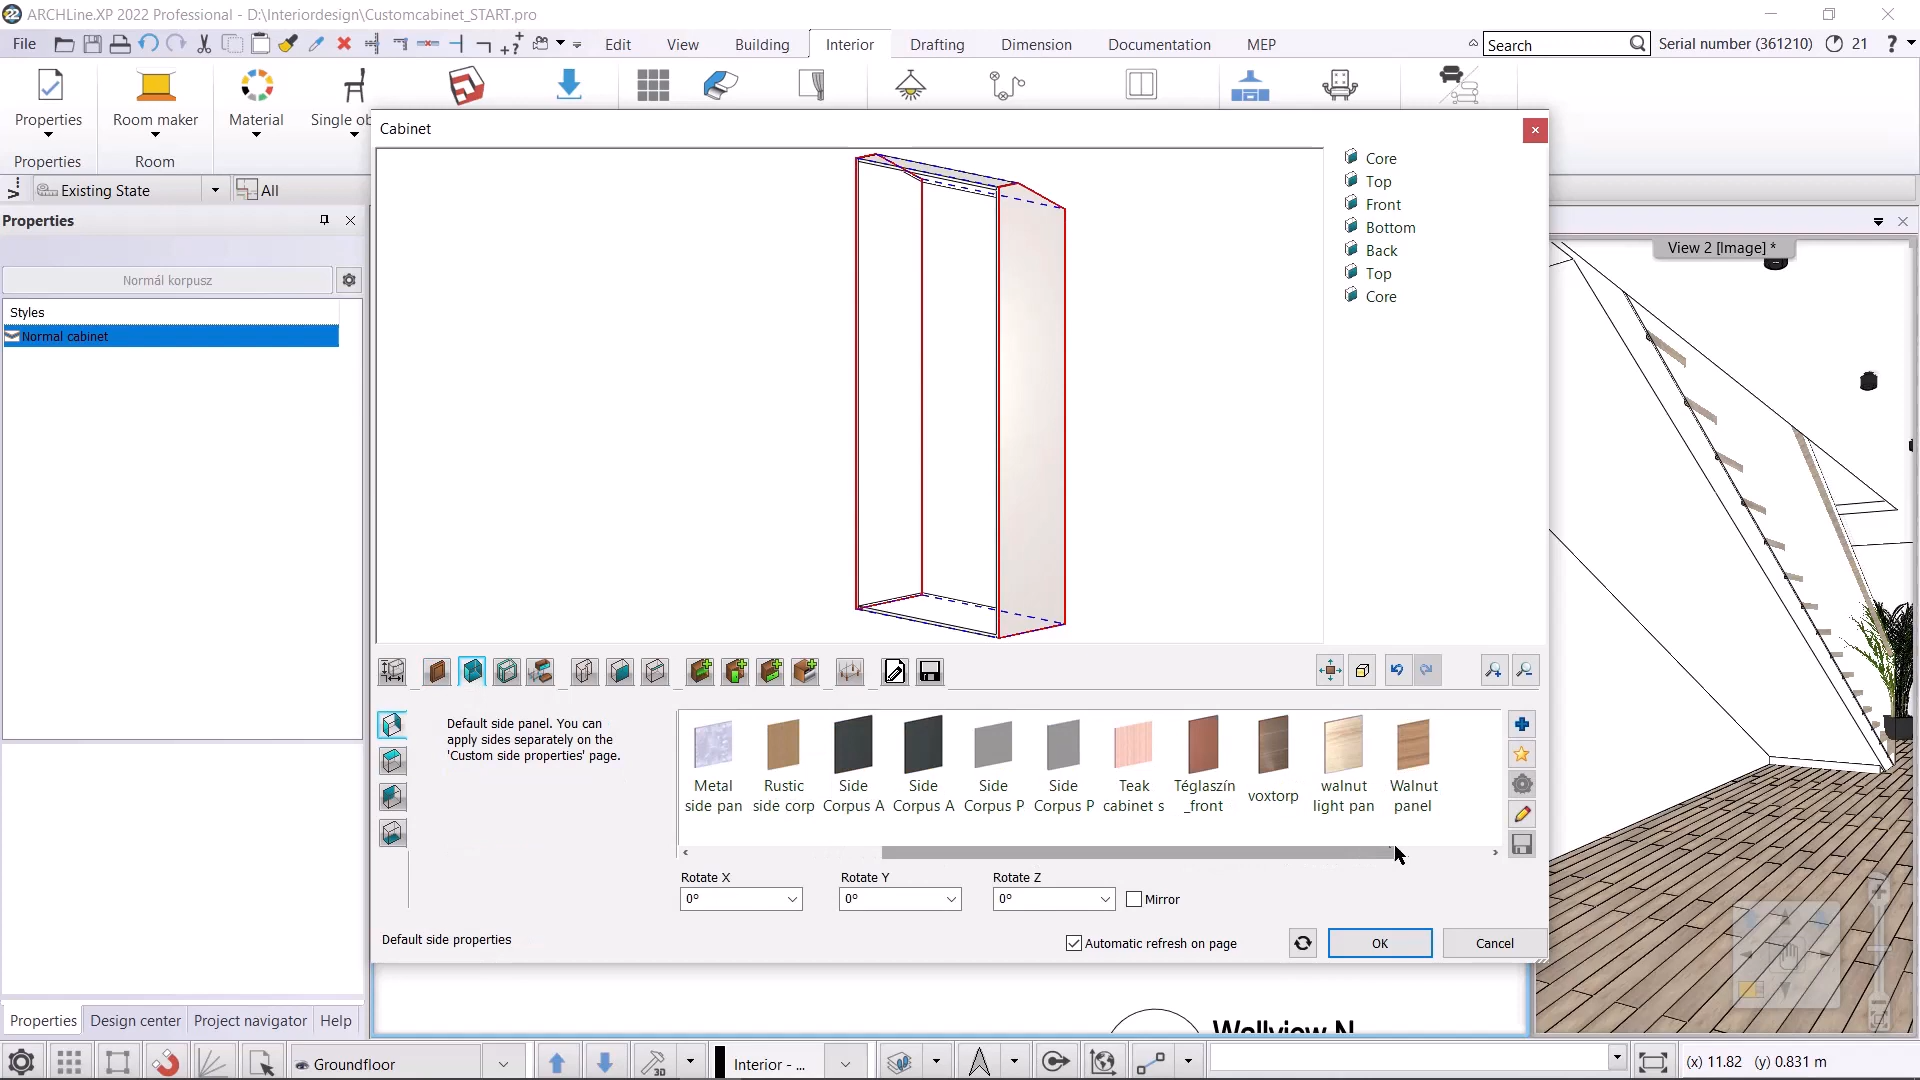 ARCHLine.XP 2022 Professional - D:\Interiordesign\Customcabinet_START.pro
File
Edit
View
Building
Interior
Drafting
Dimension
Documentation
MEP
Search
Serial number (361210)
21
?
Properties
Room maker
Material
Single ob
Properties
Room
Existing State
All
Properties
Normál korpusz
Styles
Normal cabinet
Cabinet
Core
Top
Front
Bottom
Back
Top
Core
View 2 [Image] *
Default side panel. You can
apply sides separately on the
'Custom side properties' page.
Metal
side pan
Rustic
side corp
Side
Corpus A
Side
Corpus A
Side
Corpus P
Side
Corpus P
Teak
cabinet s
Téglaszín
_front
voxtorp
walnut
light pan
Walnut
panel
Rotate X
0°
Rotate Y
0°
Rotate Z
0°
Mirror
Default side properties
Automatic refresh on page
OK
Cancel
Wallview N
Properties
Design center
Project navigator
Help
Groundfloor
3D
Interior - ...
(x) 11.82 (y) 0.831 m